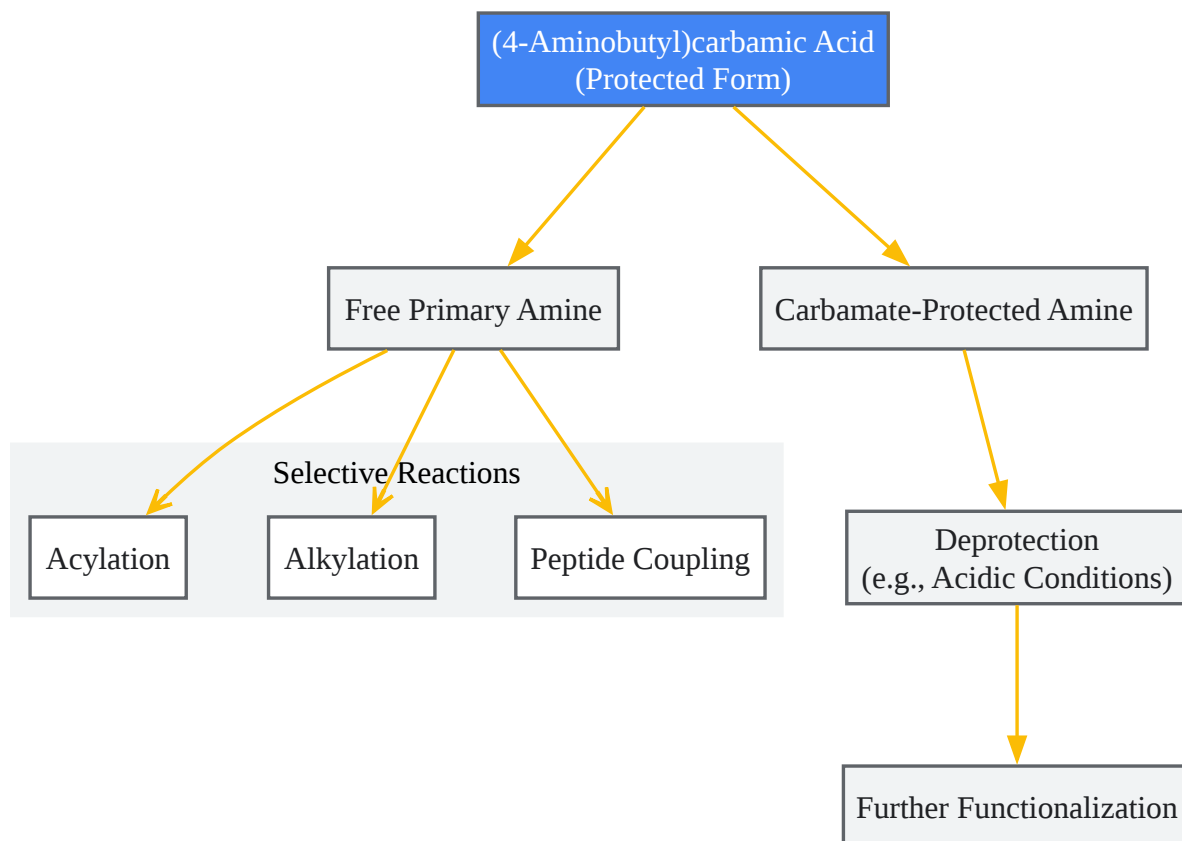 (4-Aminobutyl)carbamic Acid
(Protected Form)
Free Primary Amine
Carbamate-Protected Amine
Selective Reactions
Acylation
Alkylation
Peptide Coupling
Deprotection
(e.g., Acidic Conditions)
Further Functionalization